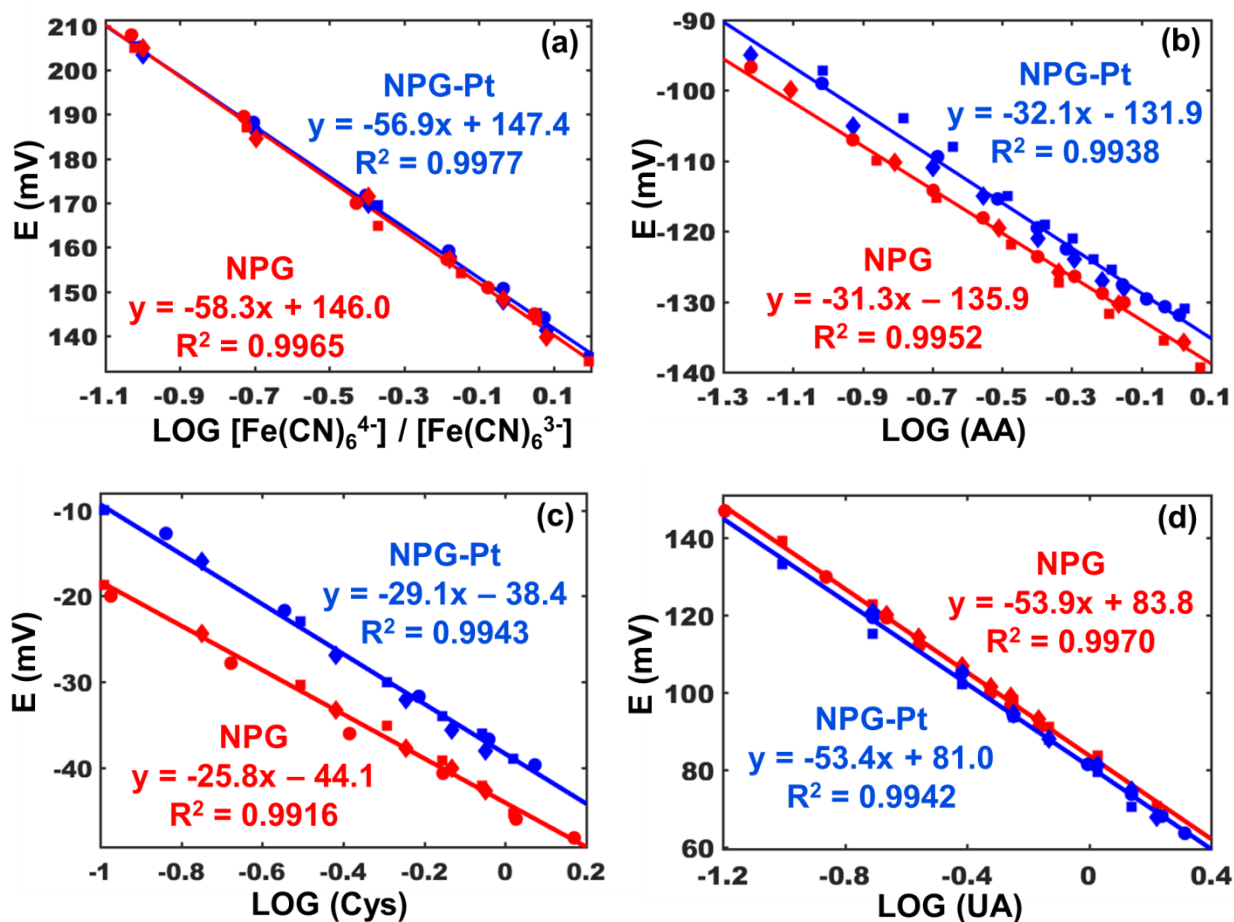 (a)
E (mV)
210
200
190
180
170
160
150
140
NPG-Pt
y = -56.9x + 147.4
R² = 0.9977
NPG
y = -58.3x + 146.0
R² = 0.9965
-1.1 -0.9 -0.7 -0.5 -0.3 -0.1 0.1
LOG [Fe(CN)₆⁴⁻] / [Fe(CN)₆³⁻]
(b)
E (mV)
-90
-100
-110
-120
-130
-140
NPG-Pt
y = -32.1x - 131.9
R² = 0.9938
NPG
y = -31.3x – 135.9
R² = 0.9952
-1.3 -1.1 -0.9 -0.7 -0.5 -0.3 -0.1 0.1
LOG (AA)
(c)
E (mV)
-10
-20
-30
-40
NPG-Pt
y = -29.1x – 38.4
R² = 0.9943
NPG
y = -25.8x – 44.1
R² = 0.9916
-1 -0.8 -0.6 -0.4 -0.2 0 0.2
LOG (Cys)
(d)
E (mV)
140
120
100
80
60
NPG
y = -53.9x + 83.8
R² = 0.9970
NPG-Pt
y = -53.4x + 81.0
R² = 0.9942
-1.2 -0.8 -0.4 0 0.4
LOG (UA)